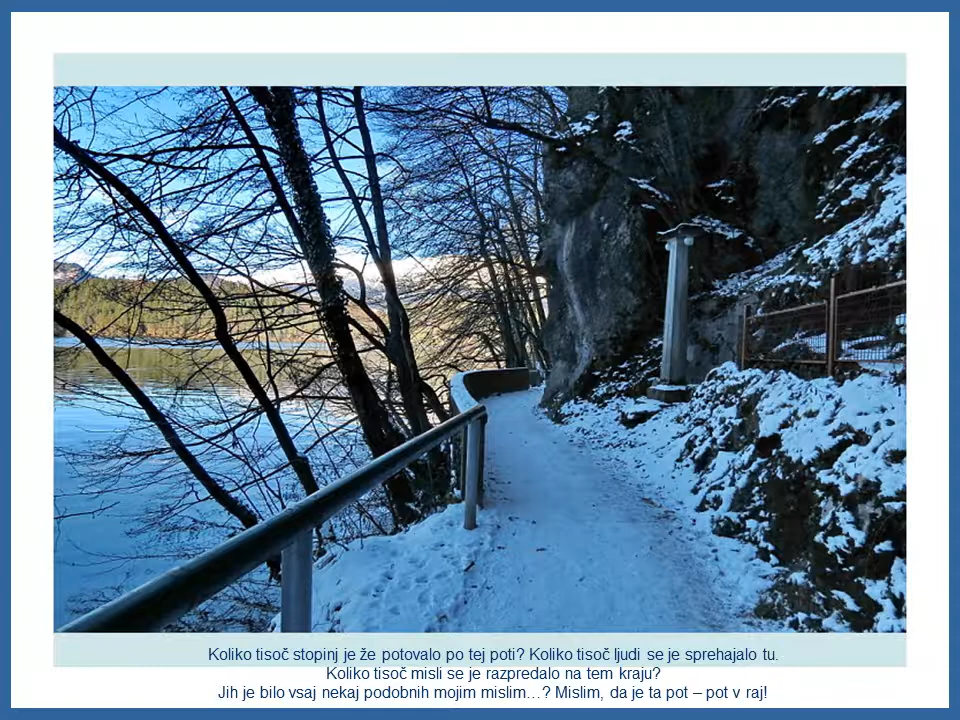 Koliko tisoč stopinj je že potovalo po tej poti? Koliko tisoč ljudi se je sprehajalo tu.
Koliko tisoč misli se je razpredalo na tem kraju?
Jih je bilo vsaj nekaj podobnih mojim mislim…? Mislim, da je ta pot – pot v raj!